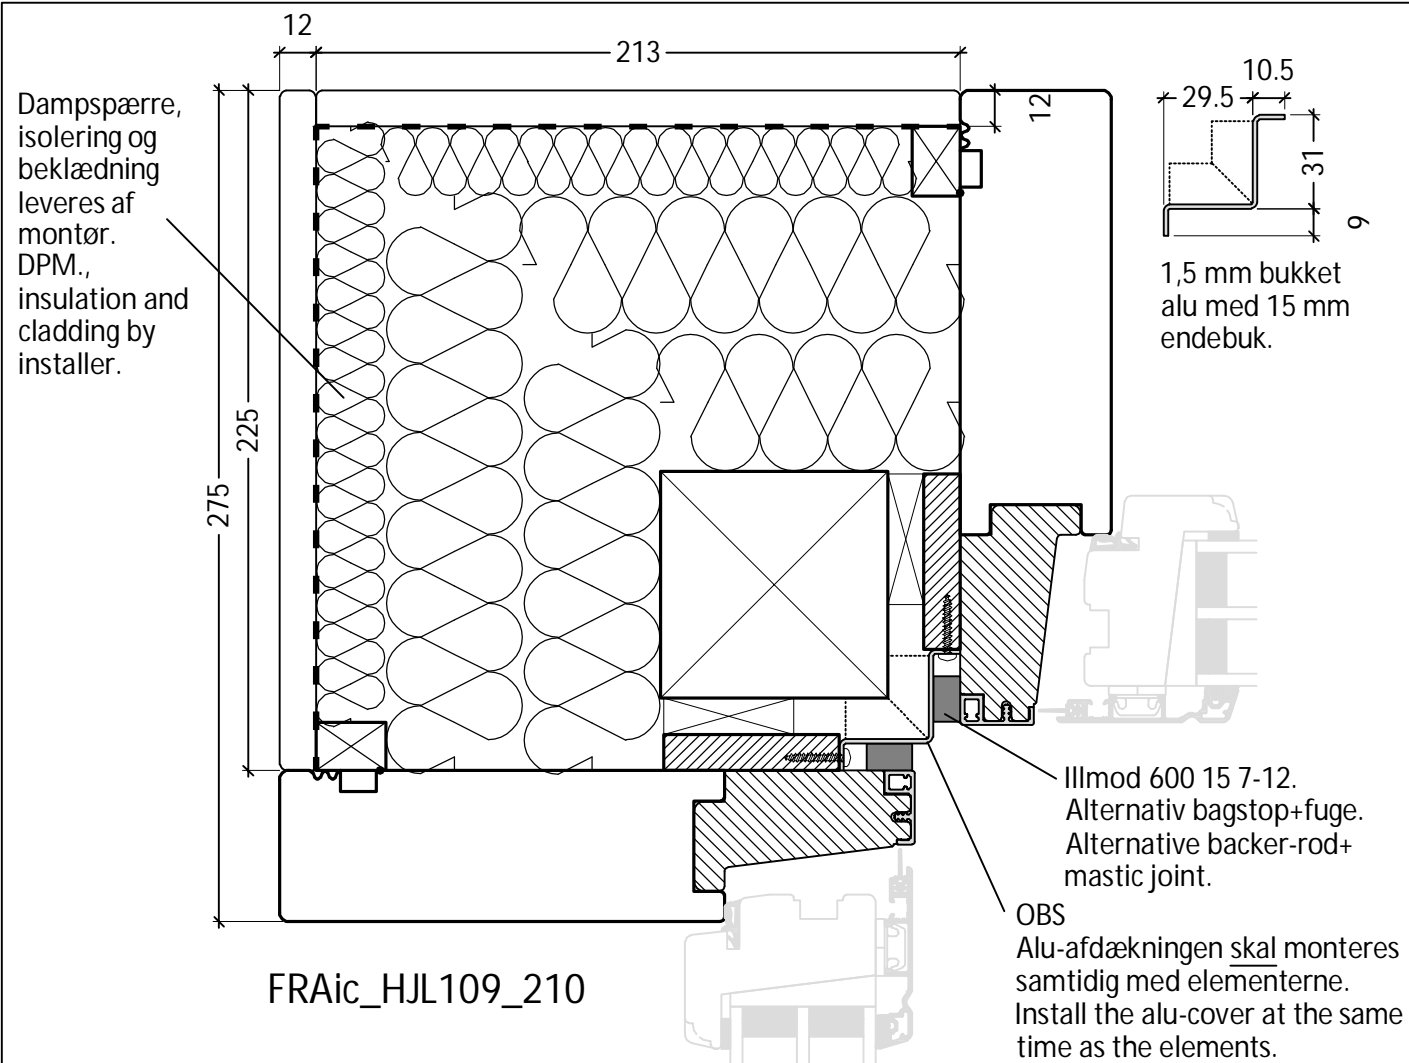 12
213
Dampspærre,
isolering og
beklædning
leveres af
montør.
DPM.,
insulation and
cladding by
installer.
225
275
12
10.5
29.5
31
9
1,5 mm bukket
alu med 15 mm
endebuk.
Illmod 600 15 7-12.
Alternativ bagstop+fuge.
Alternative backer-rod+
mastic joint.
OBS
Alu-afdækningen skal monteres
samtidig med elementerne.
Install the alu-cover at the same
time as the elements.
FRAic_HJL109_210